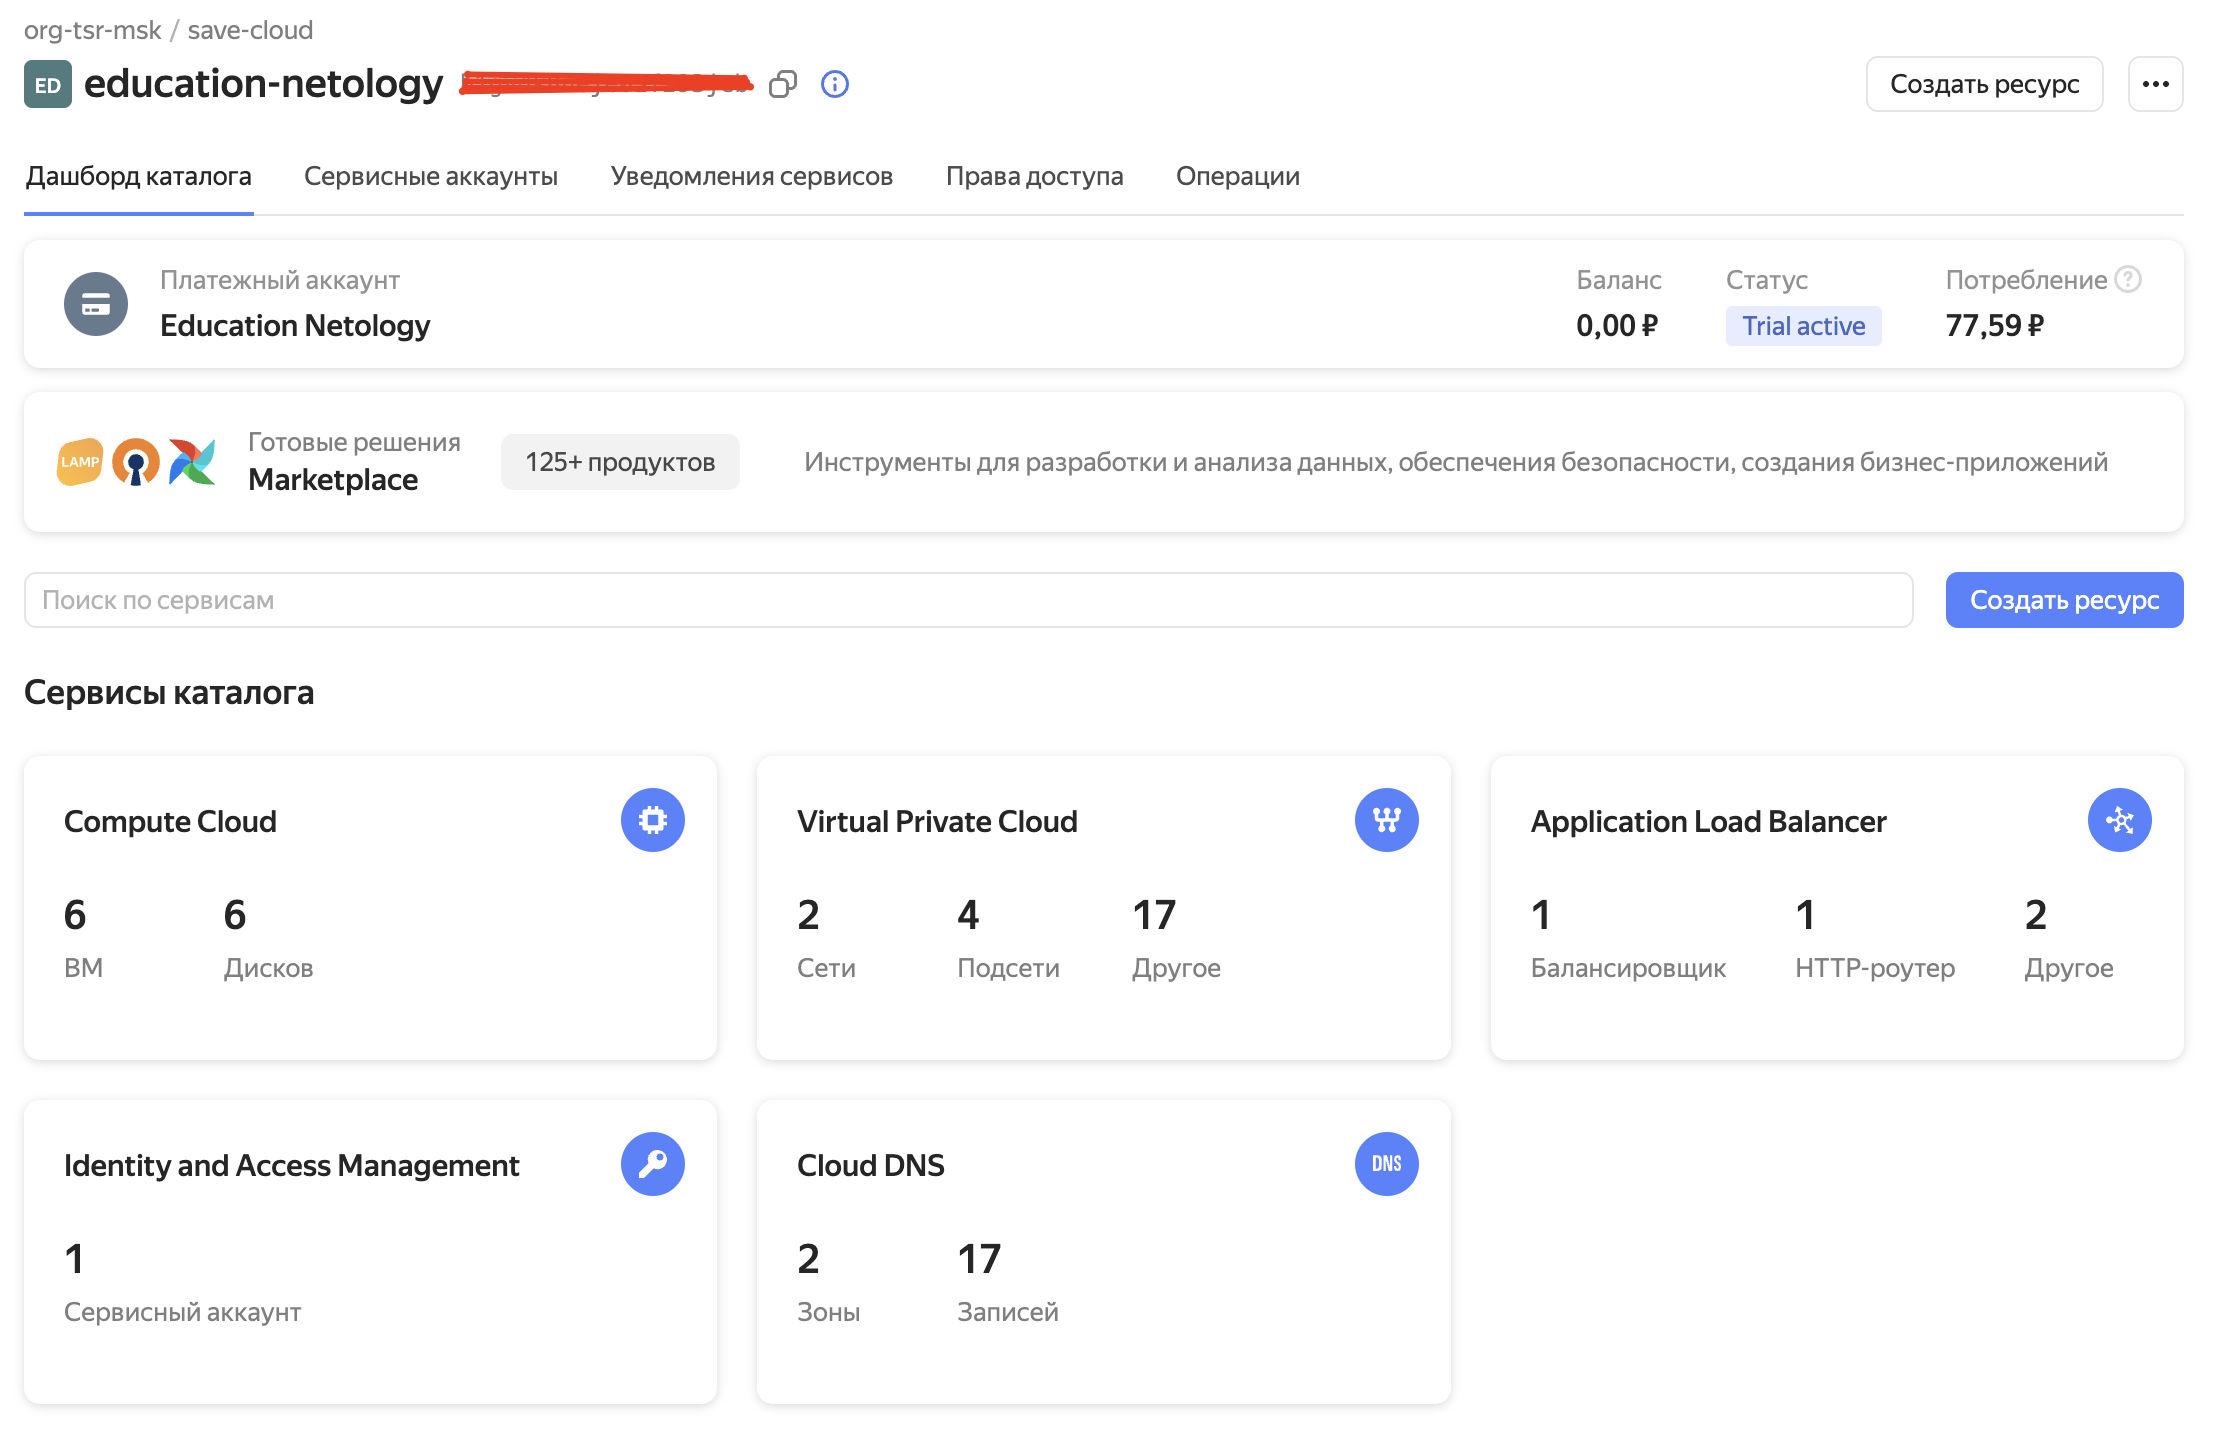 org-tsr-msk / save-cloud
ED education-netology
Создать ресурс
Дашборд каталога Сервисные аккаунты Уведомления сервисов Права доступа Операции
Платежный аккаунт Баланс Статус Потребление ?
Education Netology 0,00 ₽ Trial active 77,59 ₽
LAMP
Готовые решения
Marketplace
125+ продуктов
Инструменты для разработки и анализа данных, обеспечения безопасности, создания бизнес-приложений
Поиск по сервисам Создать ресурс
Сервисы каталога
Compute Cloud
6 6
ВМ Дисков
Virtual Private Cloud
2 4 17
Сети Подсети Другое
Application Load Balancer
1 1 2
Балансировщик HTTP-роутер Другое
Identity and Access Management
1
Сервисный аккаунт
Cloud DNS DNS
2 17
Зоны Записей